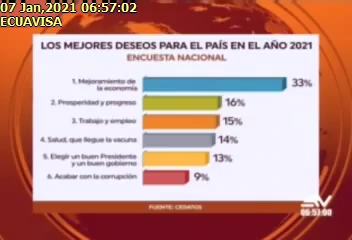 07 Jan,2021 06:57:02
ECUAVISA
LOS MEJORES DESEOS PARA EL PAÍS EN EL AÑO 2021
ENCUESTA NACIONAL
1. Mejoramiento de
la economía
33%
2. Prosperidad y progreso
16%
3. Trabajo y empleo
15%
4. Salud, que llegue la vacuna
14%
5. Elegir un buen Presidente
y un buen gobierno
13%
6. Acabar con la corrupción
9%
FUENTE: CEDATOS
06:57:00